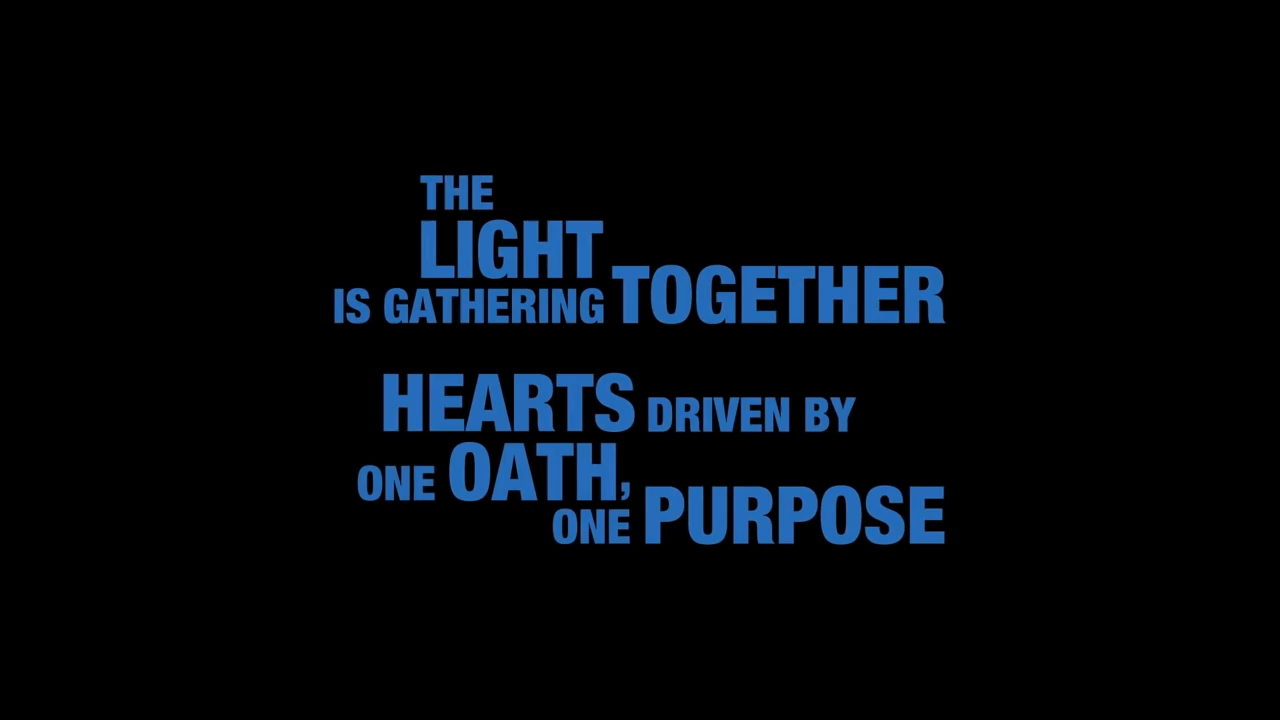 THE
LIGHT
IS GATHERING TOGETHER
HEARTS DRIVEN BY
ONE OATH,
ONE PURPOSE